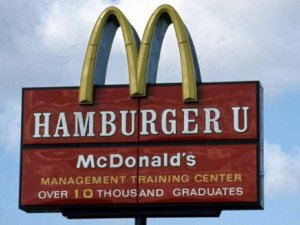 HAMBURGER U
McDonald's
MANAGEMENT TRAINING CENTER
OVER 10 THOUSAND GRADUATES